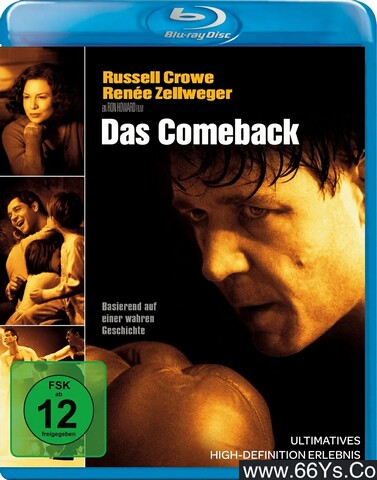 Blu-ray Disc
Russell Crowe
Renée Zellweger
EIN RON HOWARD FILM
Das Comeback
Basierend auf
einer wahren
Geschichte
FSK
ab
12
freigegeben
ULTIMATIVES
HIGH-DEFINITION ERLEBNIS
www.66Ys.Co